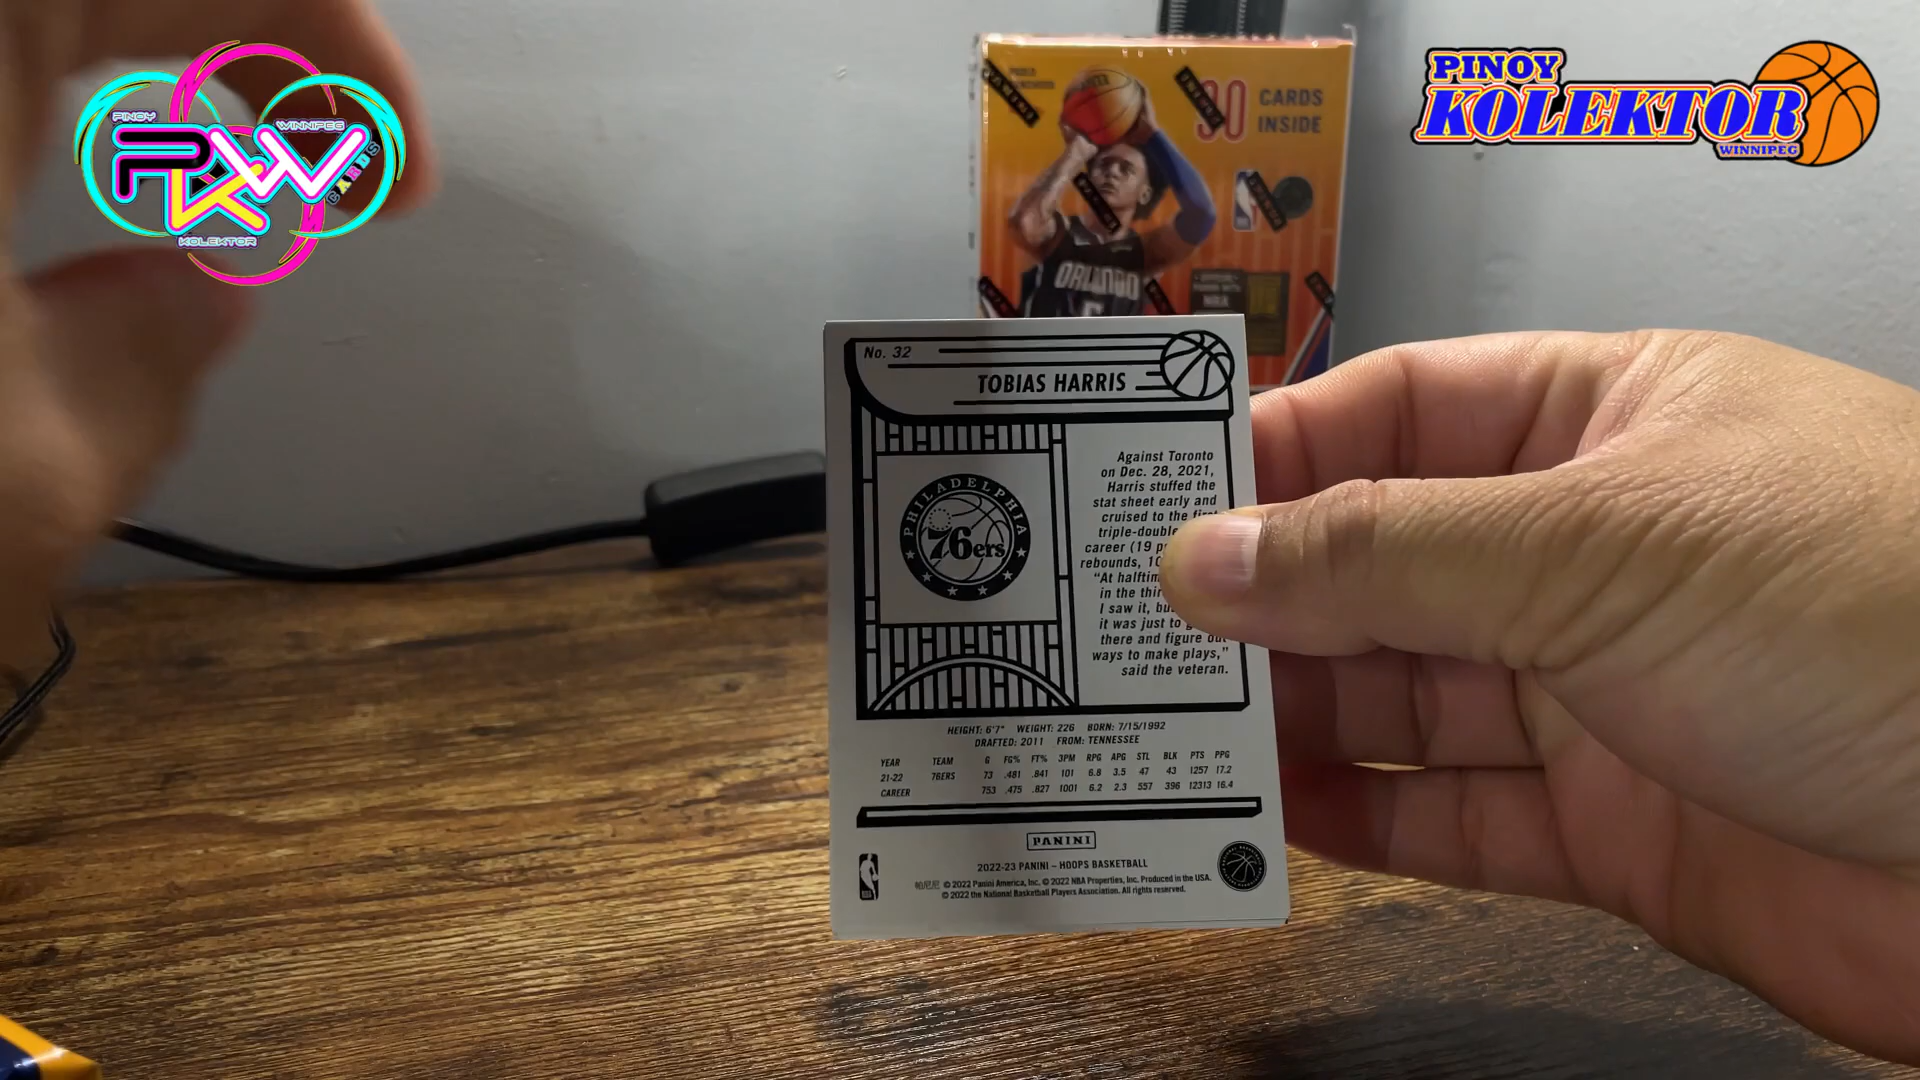 PINOY
WINNIPEG
PKW
CARDS
KOLEKTOR
PINOY
KOLEKTOR
WINNIPEG
30 CARDS
INSIDE
ORLANDO
5
No. 32
TOBIAS HARRIS
PHILADELPHIA
76ers
Against Toronto
on Dec. 28, 2021,
Harris stuffed the
stat sheet early and
cruised to the
triple-double
career (19
rebounds,
"At
in the
I saw it,
it was just to
there and figure out
ways to make plays,"
said the veteran.
HEIGHT: 6'7" WEIGHT: 226 BORN: 7/15/1992
DRAFTED: 2011 FROM: TENNESSEE
YEAR TEAM G FG% FT% 3PM RPG APG STL BLK PTS PPG
21-22 76ERS 73 .481 .841 101 6.8 3.5 47 43 1257 17.2
CAREER 753 .475 .827 1001 6.2 2.3 557 396 12313 16.4
PANINI
2022-23 PANINI – HOOPS BASKETBALL
帕尼尼 © 2022 Panini America, Inc. © 2022 NBA Properties, Inc. Produced in the USA.
© 2022 the National Basketball Players Association. All rights reserved.